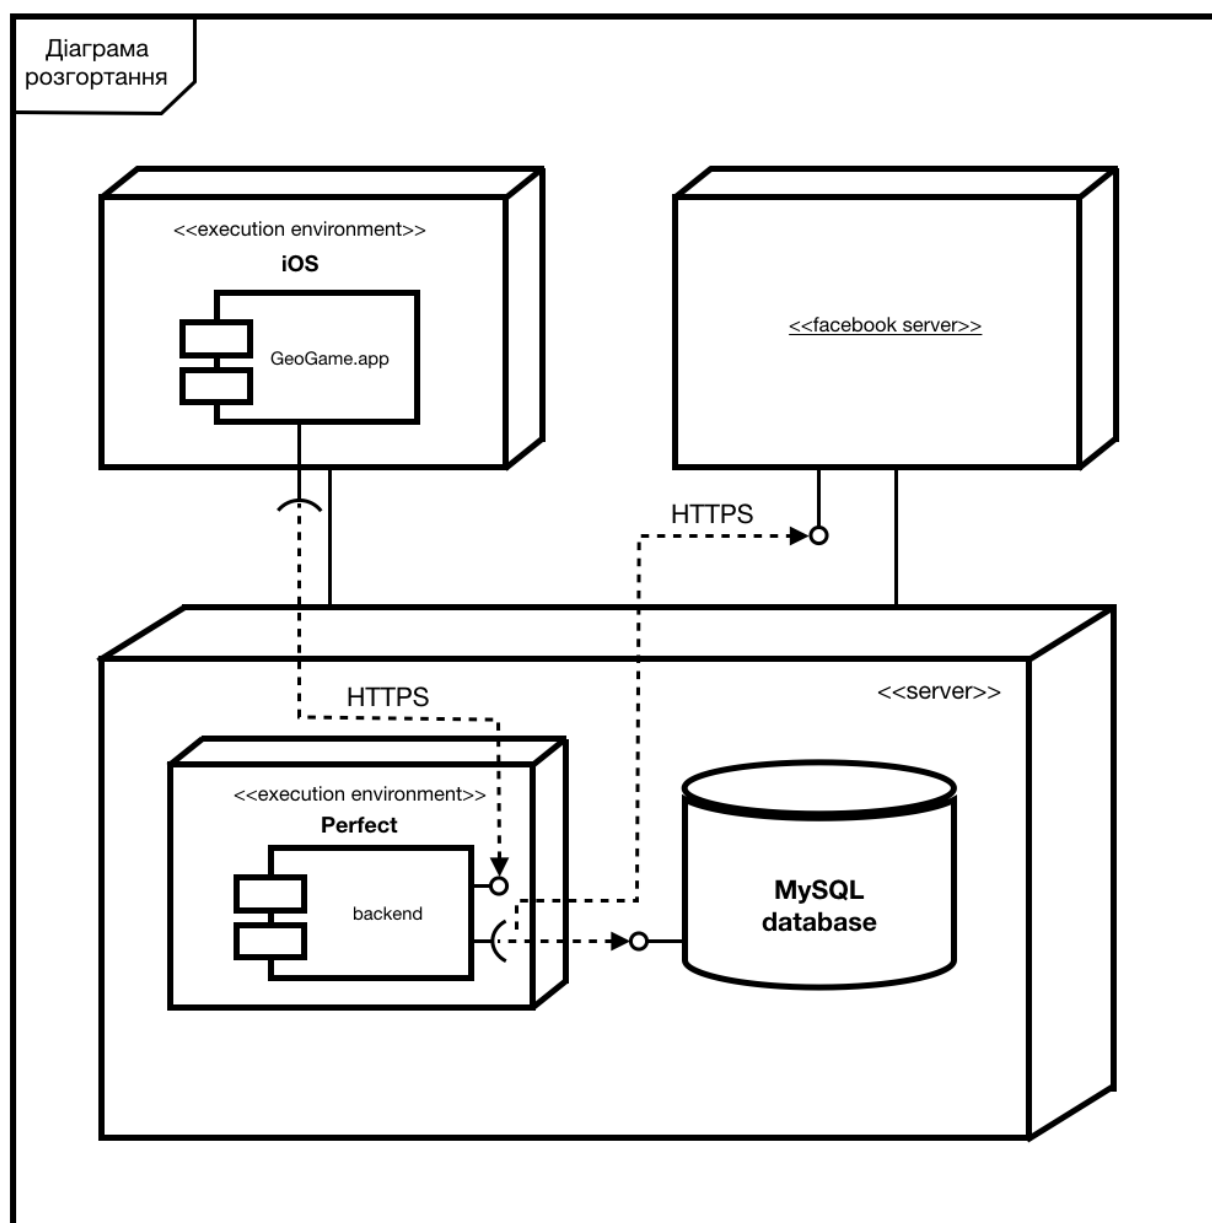 Діаграма
розгортання
<<execution environment>>
iOS
GeoGame.app
<<facebook server>>
HTTPS
<<server>>
HTTPS
<<execution environment>>
Perfect
backend
MySQL
database